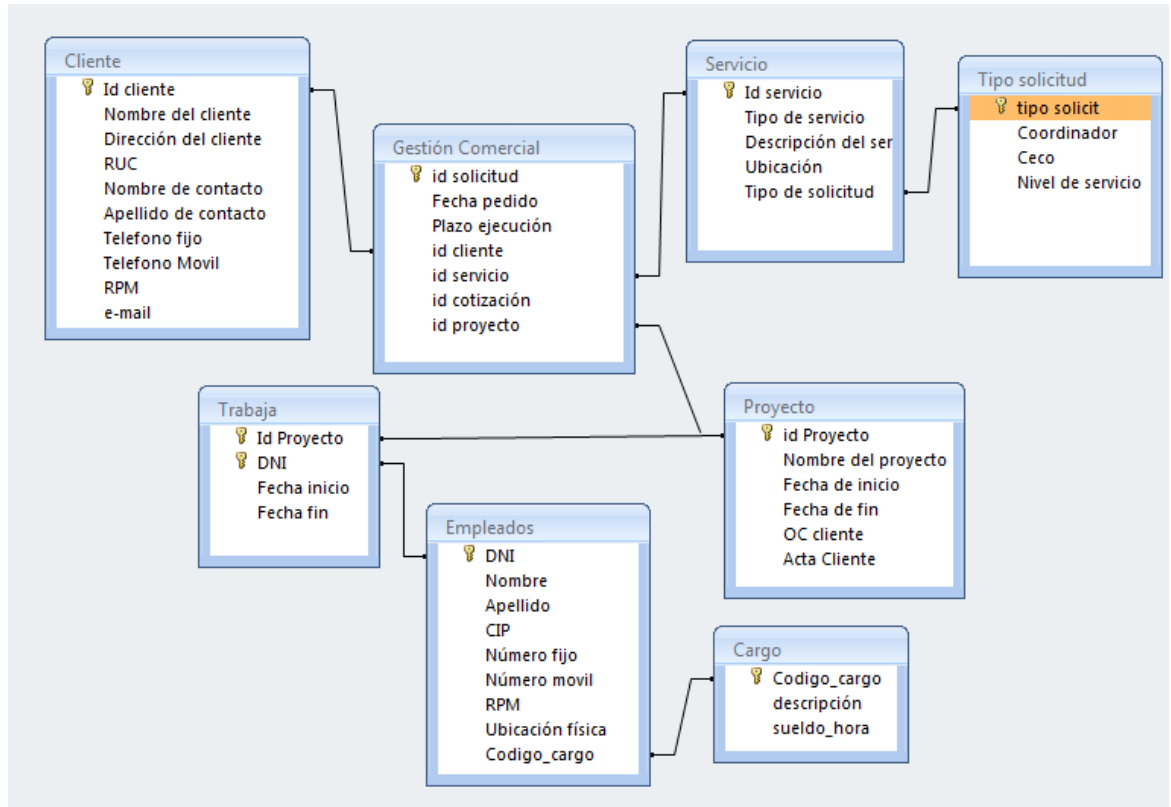 Cliente
Id cliente
Nombre del cliente
Dirección del cliente
RUC
Nombre de contacto
Apellido de contacto
Telefono fijo
Telefono Movil
RPM
e-mail
Gestión Comercial
id solicitud
Fecha pedido
Plazo ejecución
id cliente
id servicio
id cotización
id proyecto
Servicio
Id servicio
Tipo de servicio
Descripción del ser
Ubicación
Tipo de solicitud
Tipo solicitud
tipo solicit
Coordinador
Ceco
Nivel de servicio
Trabaja
Id Proyecto
DNI
Fecha inicio
Fecha fin
Proyecto
id Proyecto
Nombre del proyecto
Fecha de inicio
Fecha de fin
OC cliente
Acta Cliente
Empleados
DNI
Nombre
Apellido
CIP
Número fijo
Número movil
RPM
Ubicación física
Codigo_cargo
Cargo
Codigo_cargo
descripción
sueldo_hora